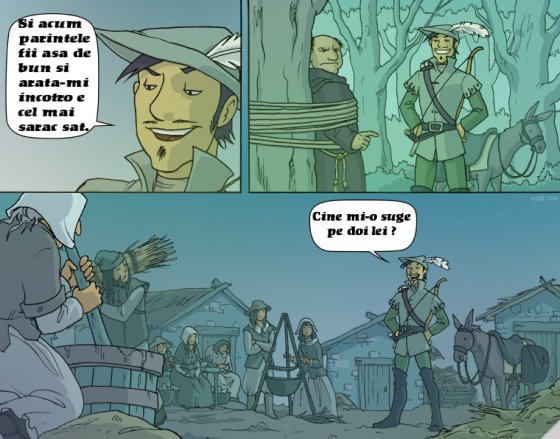 Si acum
parintele
fii asa de
bun si
arata-mi
incotro e
cel mai
sarac sat.
Cine mi-o suge
pe doi lei ?